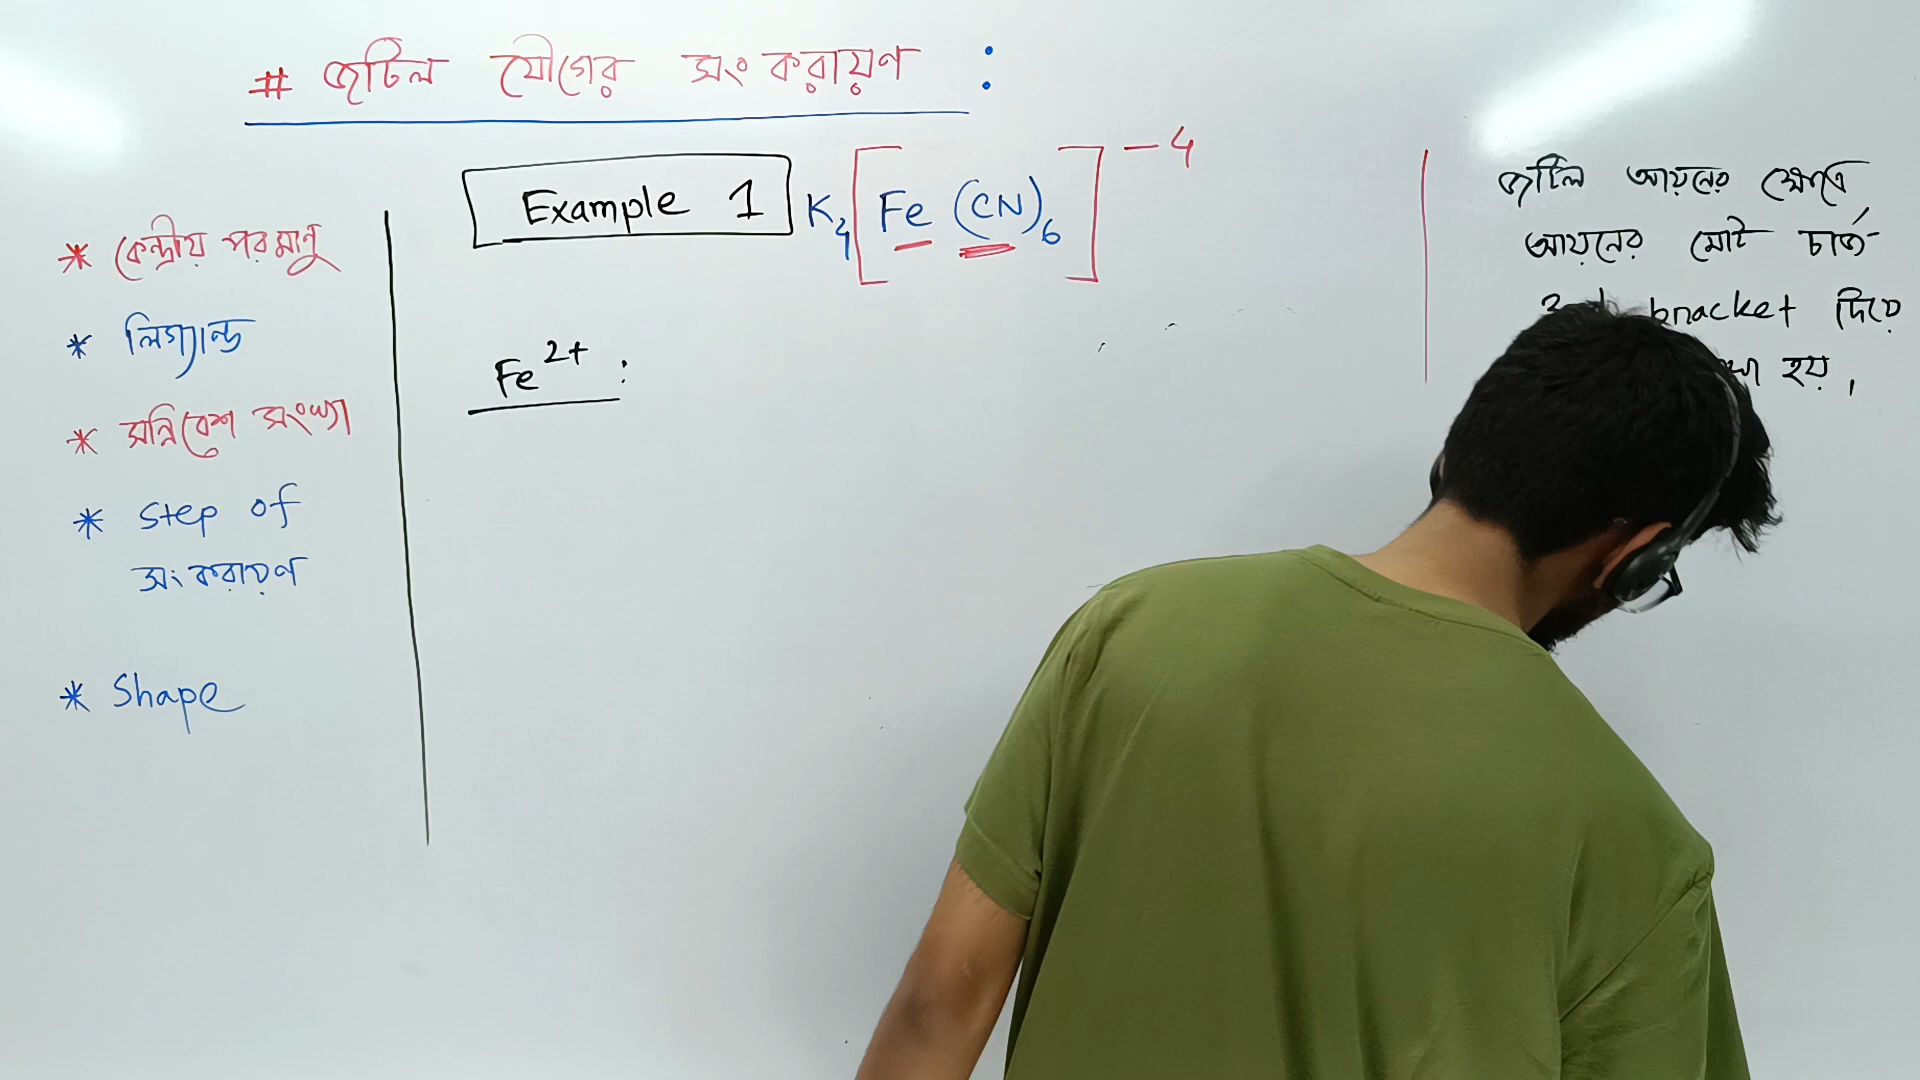 # জটিল যৌগের সংকরায়ণ :
* কেন্দ্রীয় পরমানু
* লিগ্যান্ড
* সন্নিবেশ সংখ্যা
* Step of
সংকরায়ণ
* Shape
Example 1 K4[Fe (CN)6]−4
Fe2+ :
জটিল আয়নের ক্ষেত্রে
আয়নের মোট চার্জ
bracket দিয়ে
হয়।